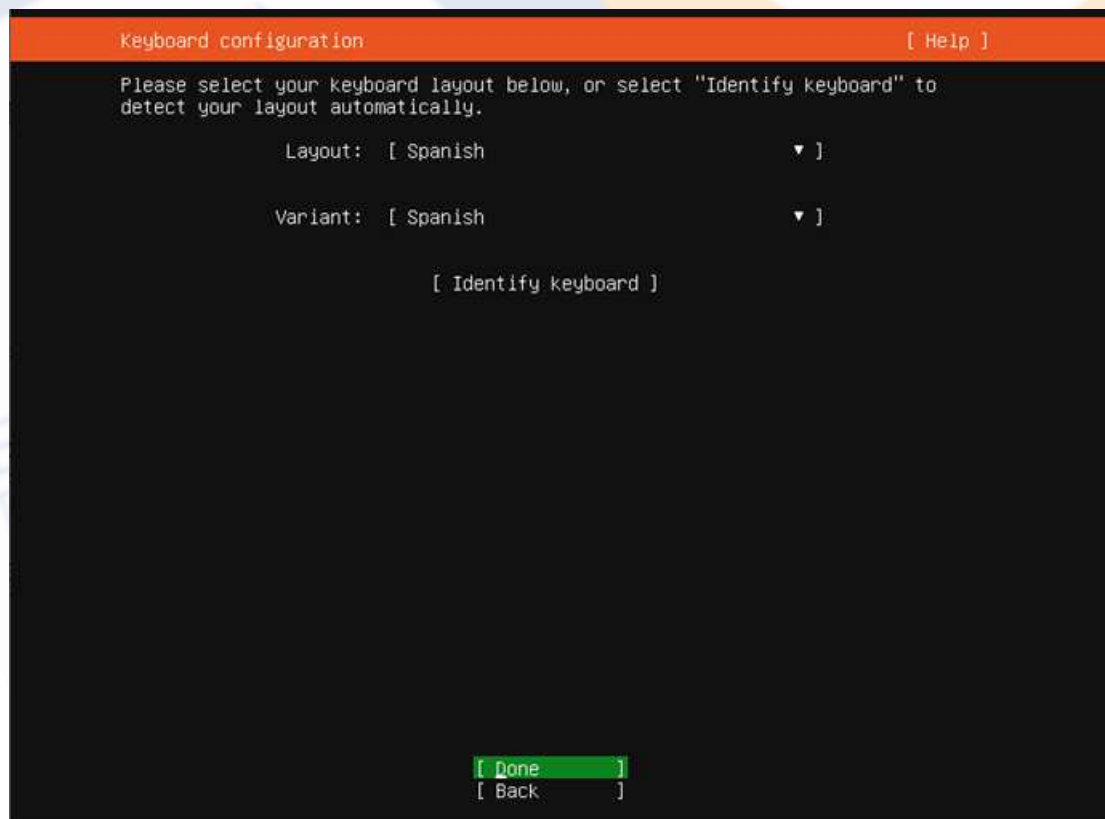 Keyboard configuration [ Help ]
Please select your keyboard layout below, or select "Identify keyboard" to
detect your layout automatically.
Layout: [ Spanish ▼ ]
Variant: [ Spanish ▼ ]
[ Identify keyboard ]
[ Done ]
[ Back ]